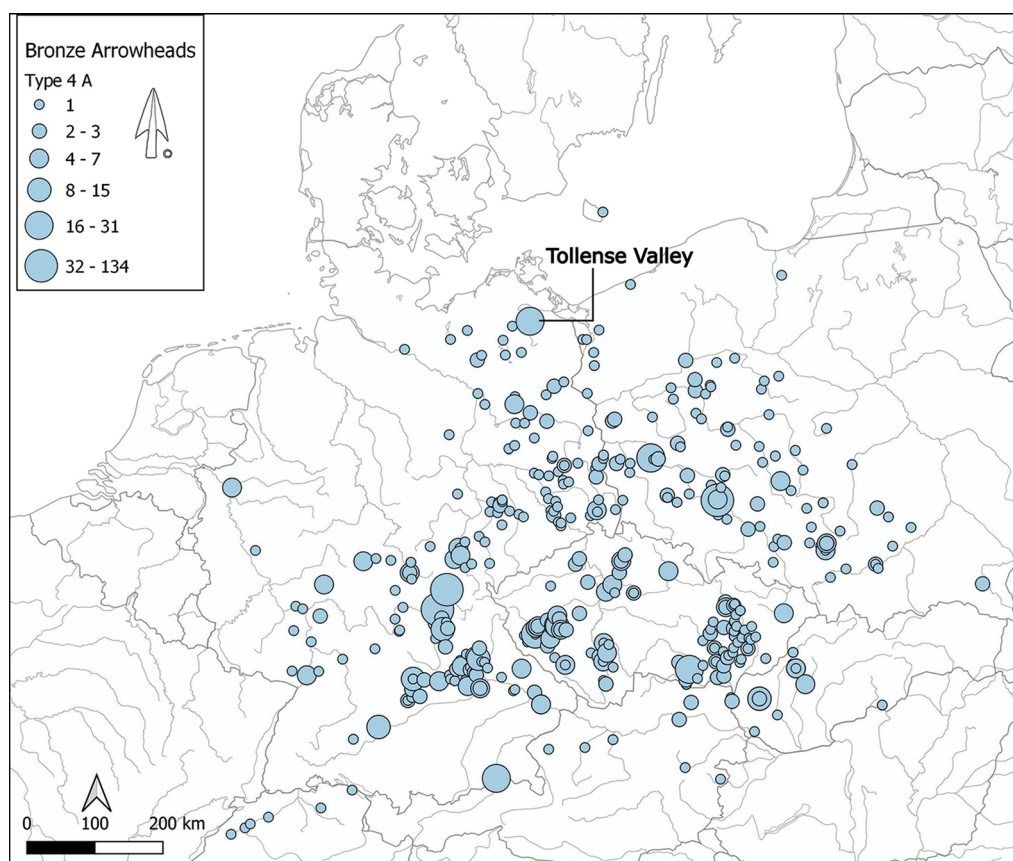 Bronze Arrowheads
Type 4 A
1
2 - 3
4 - 7
8 - 15
16 - 31
32 - 134
Tollense Valley
0 100 200 km